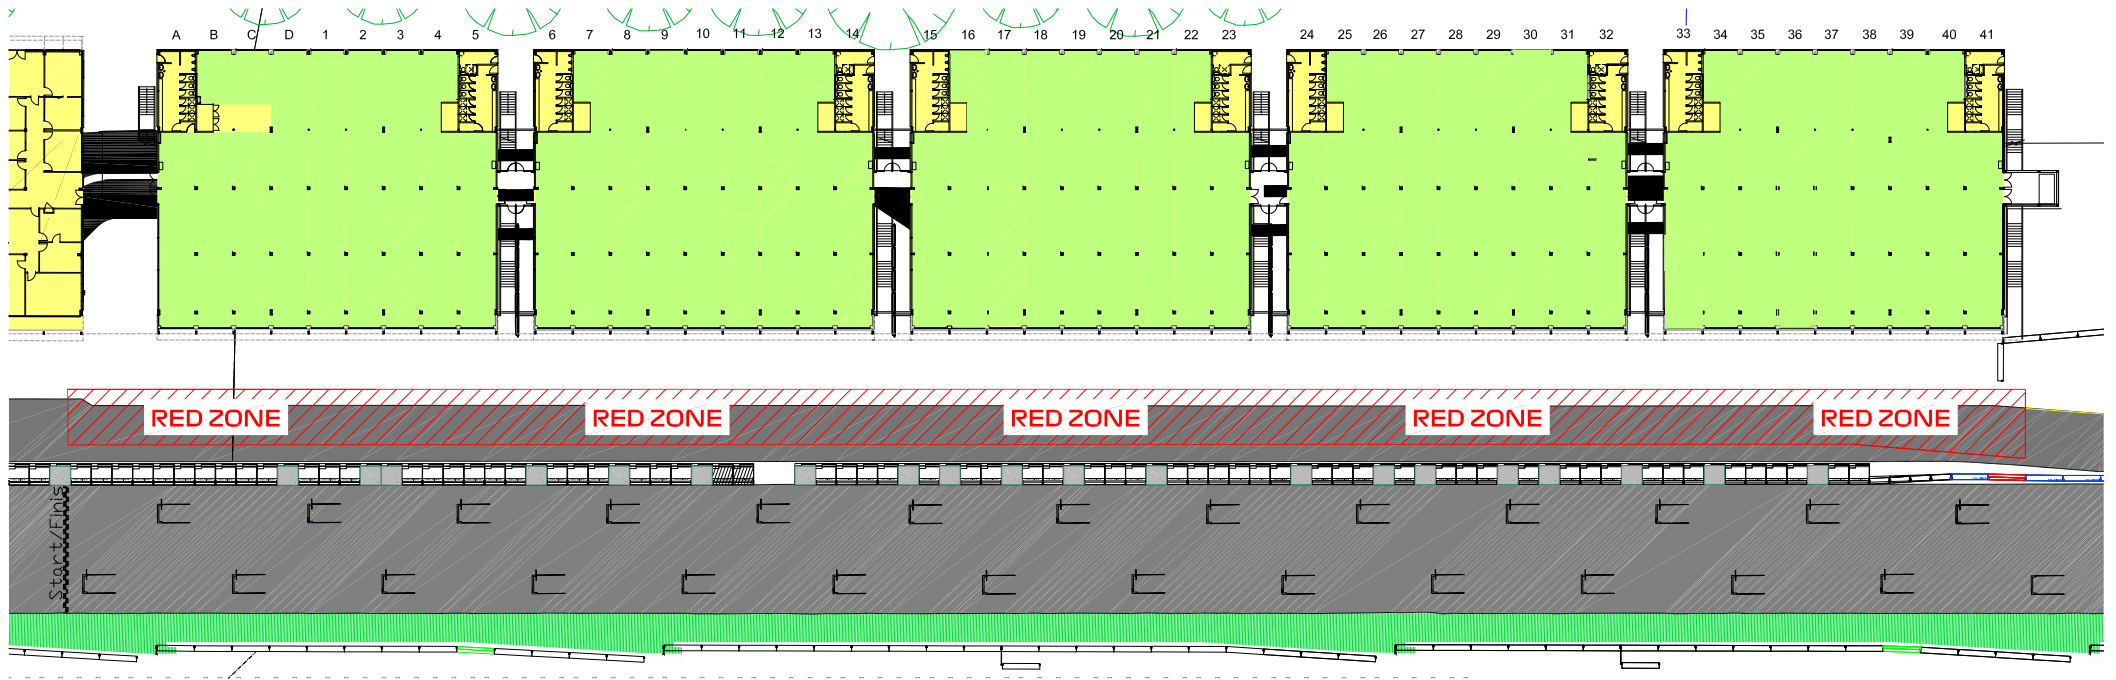 A B C D 1 2 3 4 5 6 7 8 9 10 11 12 13 14 15 16 17 18 19 20 21 22 23 24 25 26 27 28 29 30 31 32 33 34 35 36 37 38 39 40 41
RED ZONE RED ZONE RED ZONE RED ZONE RED ZONE
Start/Finis